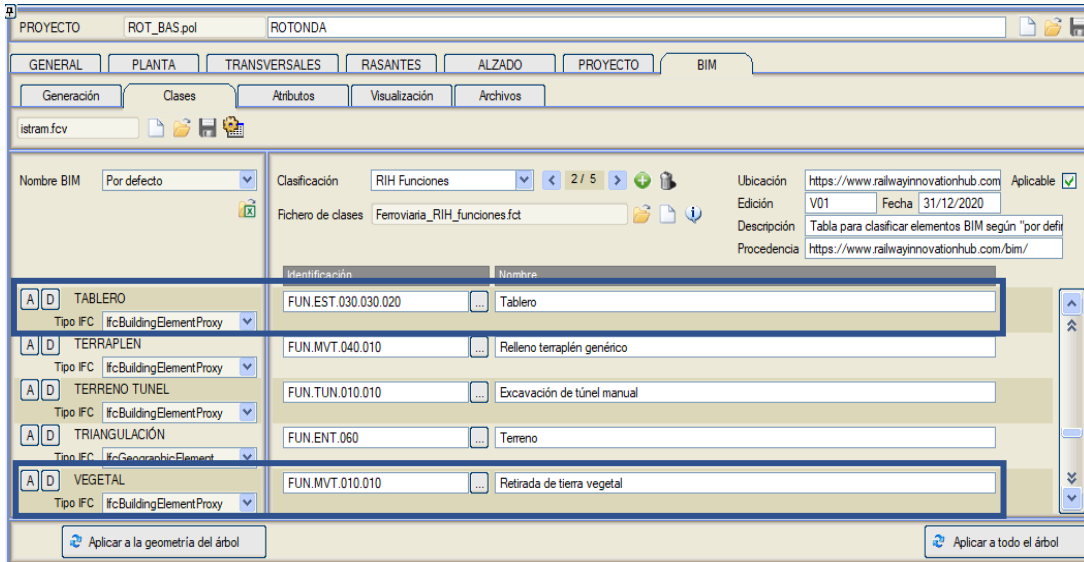 PROYECTO ROT_BAS.pol ROTONDA
GENERAL PLANTA TRANSVERSALES RASANTES ALZADO PROYECTO BIM
Generación Clases Atributos Visualización Archivos
istram.fcv
Nombre BIM Por defecto Clasificación RIH Funciones < 2 / 5 > Ubicación https://www.railwayinnovationhub.com Aplicable
Edición V01 Fecha 31/12/2020
Fichero de clases Ferroviaria_RIH_funciones.fct
Descripción Tabla para clasificar elementos BIM según "por defi
Procedencia https://www.railwayinnovationhub.com/bim/
Identificación Nombre
A D TABLERO FUN.EST.030.030.020 ... Tablero
Tipo IFC IfcBuildingElementProxy
A D TERRAPLEN FUN.MVT.040.010 ... Relleno terraplén genérico
Tipo IFC IfcBuildingElementProxy
A D TERRENO TUNEL FUN.TUN.010.010 ... Excavación de túnel manual
Tipo IFC IfcBuildingElementProxy
A D TRIANGULACIÓN FUN.ENT.060 ... Terreno
Tipo IFC IfcGeographicElement
A D VEGETAL FUN.MVT.010.010 ... Retirada de tierra vegetal
Tipo IFC IfcBuildingElementProxy
Aplicar a la geometría del árbol Aplicar a todo el árbol